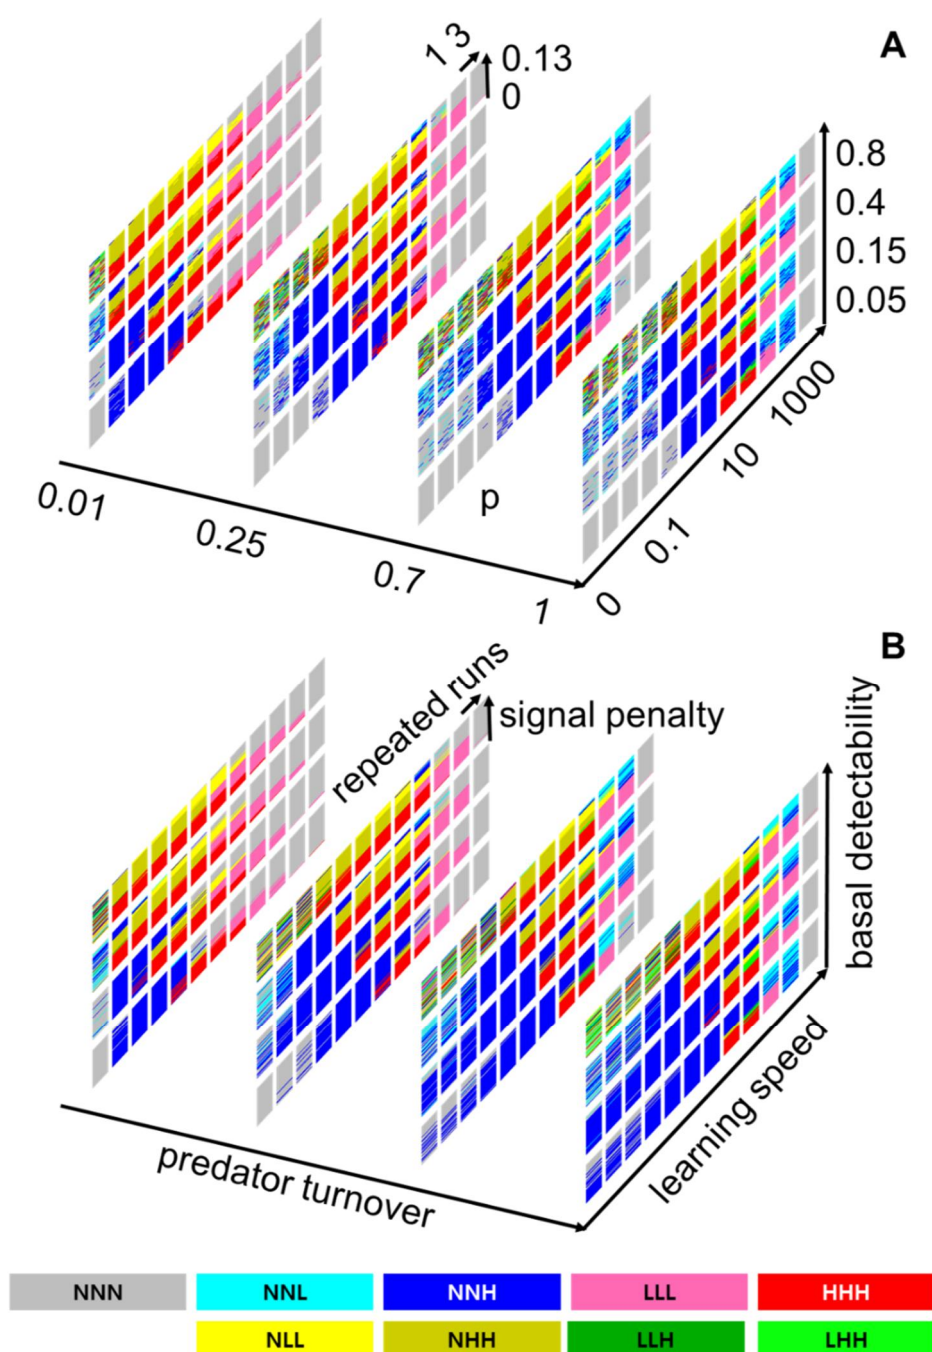 A
1 3
0.13
0
0.8
0.4
0.15
0.05
1000
10
0.1
0
p
0.01
0.25
0.7
1
B
repeated runs
signal penalty
basal detectability
learning speed
predator turnover
NNN NNL NNH LLL HHH
NLL NHH LLH LHH